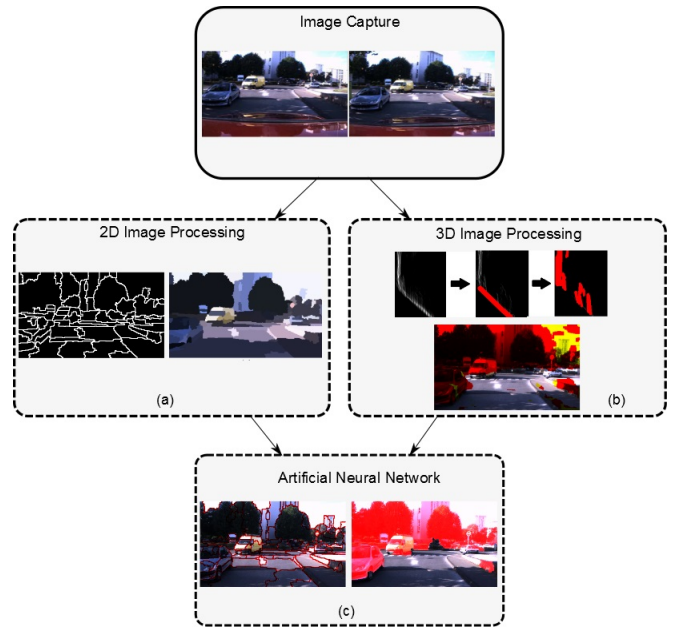 Image Capture
2D Image Processing
(a)
3D Image Processing
(b)
Artificial Neural Network
(c)